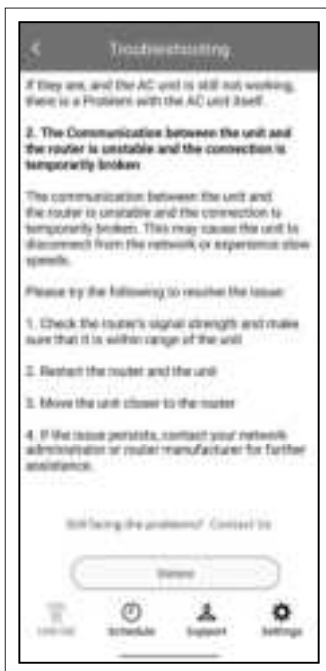 Troubleshooting
If they are, and the AC unit is still not working,
there is a Problem with the AC unit itself.
2. The Communication between the unit and
the router is unstable and the connection is
temporarily broken
The communication between the unit and
the router is unstable and the connection is
temporarily broken. This may cause the unit to
disconnect from the network or experience slow
speeds.
Please try the following to resolve the issue:
1. Check the router's signal strength and make
sure that it is within range of the unit
2. Restart the router and the unit
3. Move the unit closer to the router
4. If the issue persists, contact your network
administrator or router manufacturer for further
assistance.
Still facing the problems? Contact Us
Schedule
Support
Settings